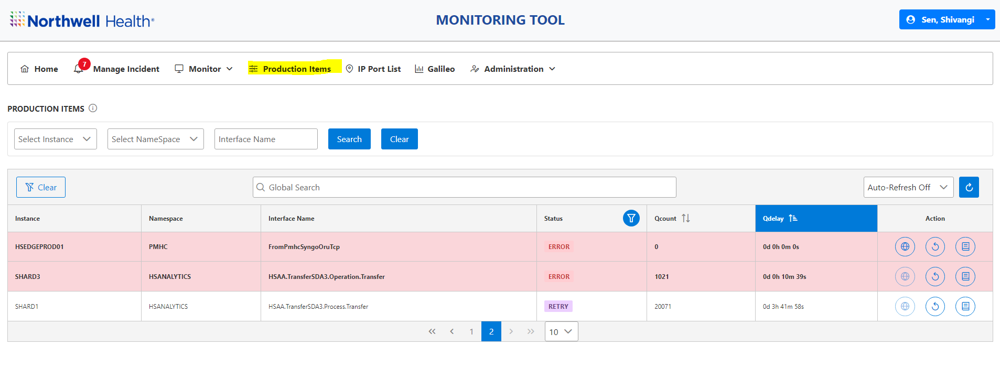 Northwell Health®
MONITORING TOOL
Sen, Shivangi
Home
7
Manage Incident
Monitor
Production Items
IP Port List
Galileo
Administration
PRODUCTION ITEMS
Select Instance
Select NameSpace
Interface Name
Search
Clear
Clear
Global Search
Auto-Refresh Off
Instance Namespace Interface Name Status Qcount Qdelay Action
HSEDGEPROD01 PMHC FromPmhcSyngoOruTcp ERROR 0 0d 0h 0m 0s
SHARD3 HSANALYTICS HSAA.TransferSDA3.Operation.Transfer ERROR 1021 0d 0h 10m 39s
SHARD1 HSANALYTICS HSAA.TransferSDA3.Process.Transfer RETRY 20071 0d 3h 41m 58s
« ‹ 1 2 › » 10